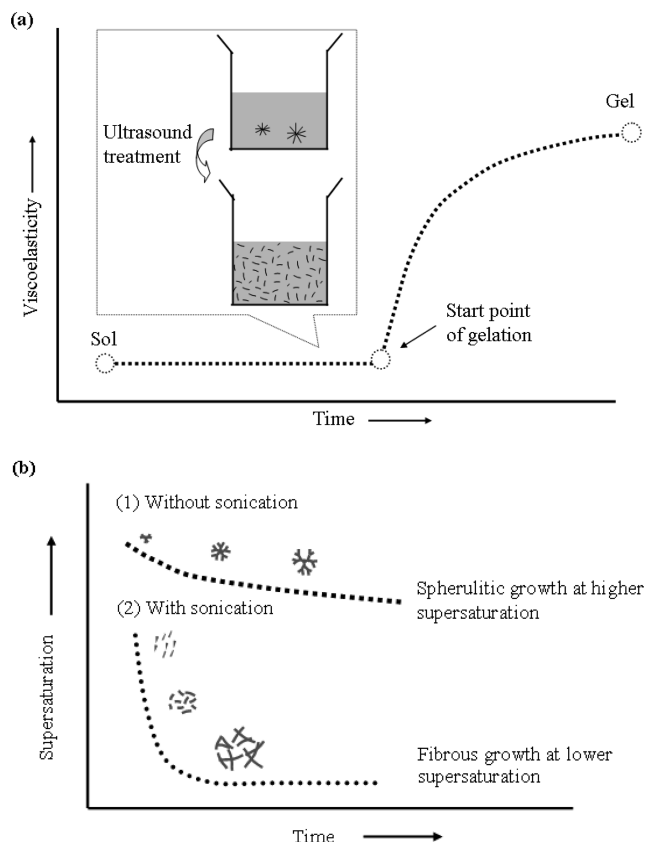 (a)
Gel
Ultrasound
treatment
Viscoelasticity
Sol
Start point
of gelation
Time
(b)
(1) Without sonication
Spherulitic growth at higher
supersaturation
(2) With sonication
Supersaturation
Fibrous growth at lower
supersaturation
Time